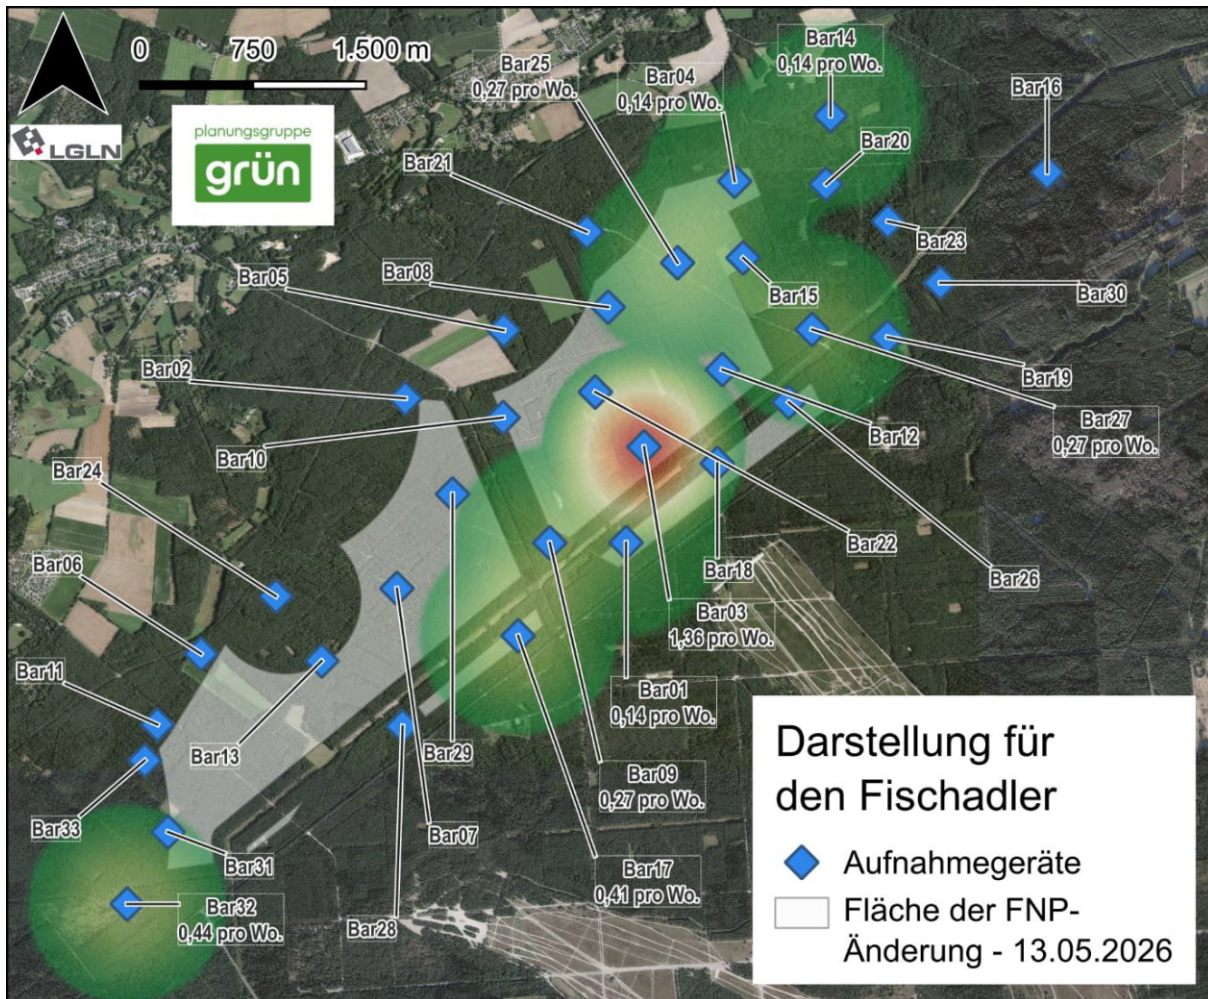 0 750 1.500 m
LGLN
planungsgruppe
grün
Bar25
0,27 pro Wo.
Bar04
0,14 pro Wo.
Bar14
0,14 pro Wo.
Bar16
Bar20
Bar21
Bar23
Bar08
Bar05
Bar15
Bar30
Bar02
Bar19
Bar27
0,27 pro Wo.
Bar12
Bar10
Bar24
Bar22
Bar06
Bar18
Bar26
Bar03
1,36 pro Wo.
Bar11
Bar01
0,14 pro Wo.
Bar13
Bar29
Bar09
0,27 pro Wo.
Bar33
Bar07
Bar31
Bar17
0,41 pro Wo.
Bar32
0,44 pro Wo.
Bar28
Darstellung für
den Fischadler
Aufnahmegeräte
Fläche der FNP-
Änderung - 13.05.2026